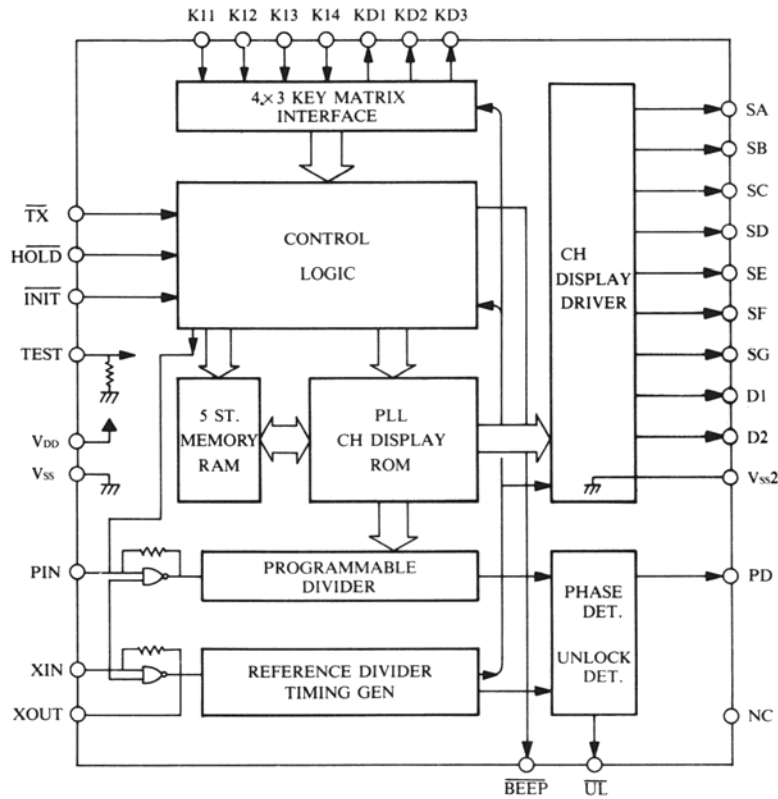 K11 K12 K13 K14 KD1 KD2 KD3
4×3 KEY MATRIX
INTERFACE
TX
HOLD
INIT
TEST
VDD
VSS
PIN
XIN
XOUT
CONTROL
LOGIC
5 ST.
MEMORY
RAM
PLL
CH DISPLAY
ROM
PROGRAMMABLE
DIVIDER
REFERENCE DIVIDER
TIMING GEN
CH
DISPLAY
DRIVER
PHASE
DET.
UNLOCK
DET.
SA
SB
SC
SD
SE
SF
SG
D1
D2
VSS2
PD
NC
BEEP
UL